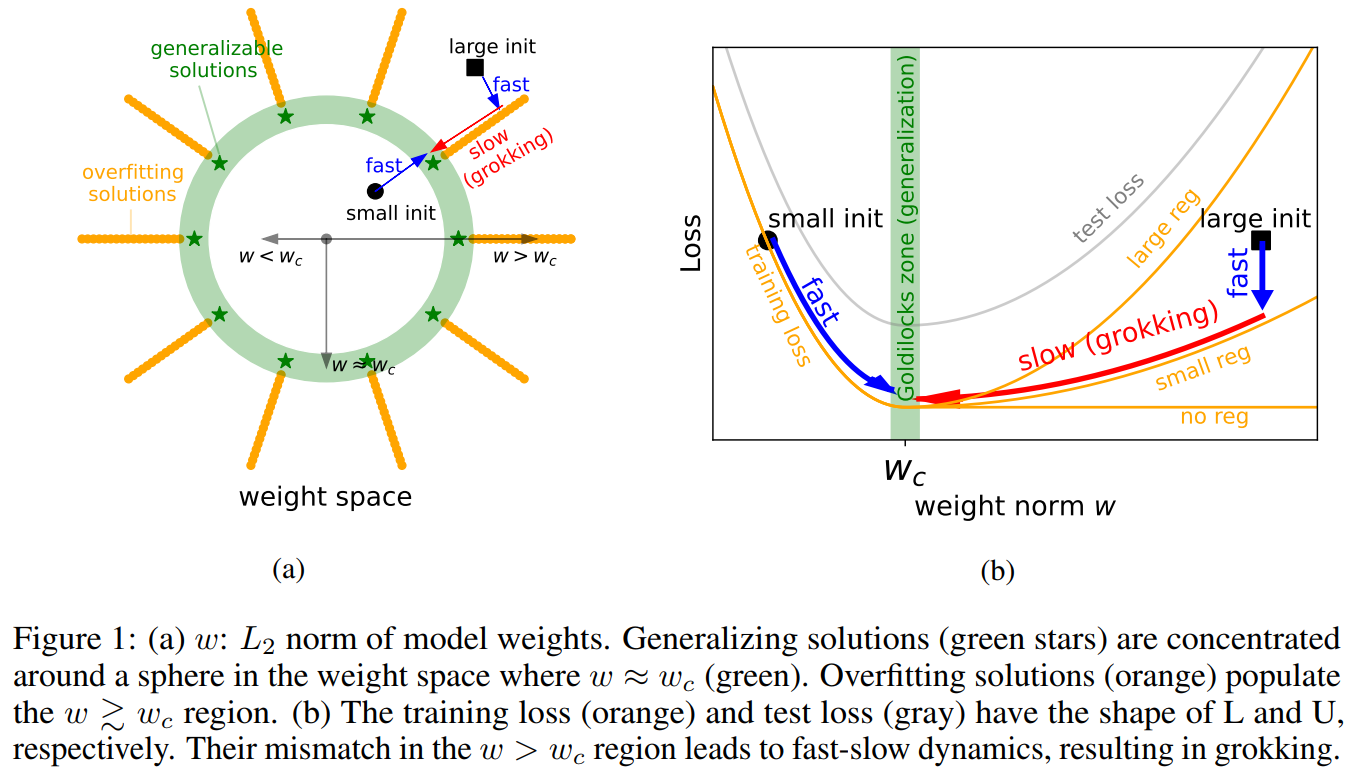 generalizable
solutions
overfitting
solutions
large init
fast
slow
(grokking)
fast
small init
w < w_c
w > w_c
w ≈ w_c
weight space
(a)
Loss
small init
training loss
fast
Goldilocks zone (generalization)
test loss
large reg
large init
fast
slow (grokking)
small reg
no reg
w_c
weight norm w
(b)
Figure 1: (a) w: L₂ norm of model weights. Generalizing solutions (green stars) are concentrated
around a sphere in the weight space where w ≈ w_c (green). Overfitting solutions (orange) populate
the w ≳ w_c region. (b) The training loss (orange) and test loss (gray) have the shape of L and U,
respectively. Their mismatch in the w > w_c region leads to fast-slow dynamics, resulting in grokking.